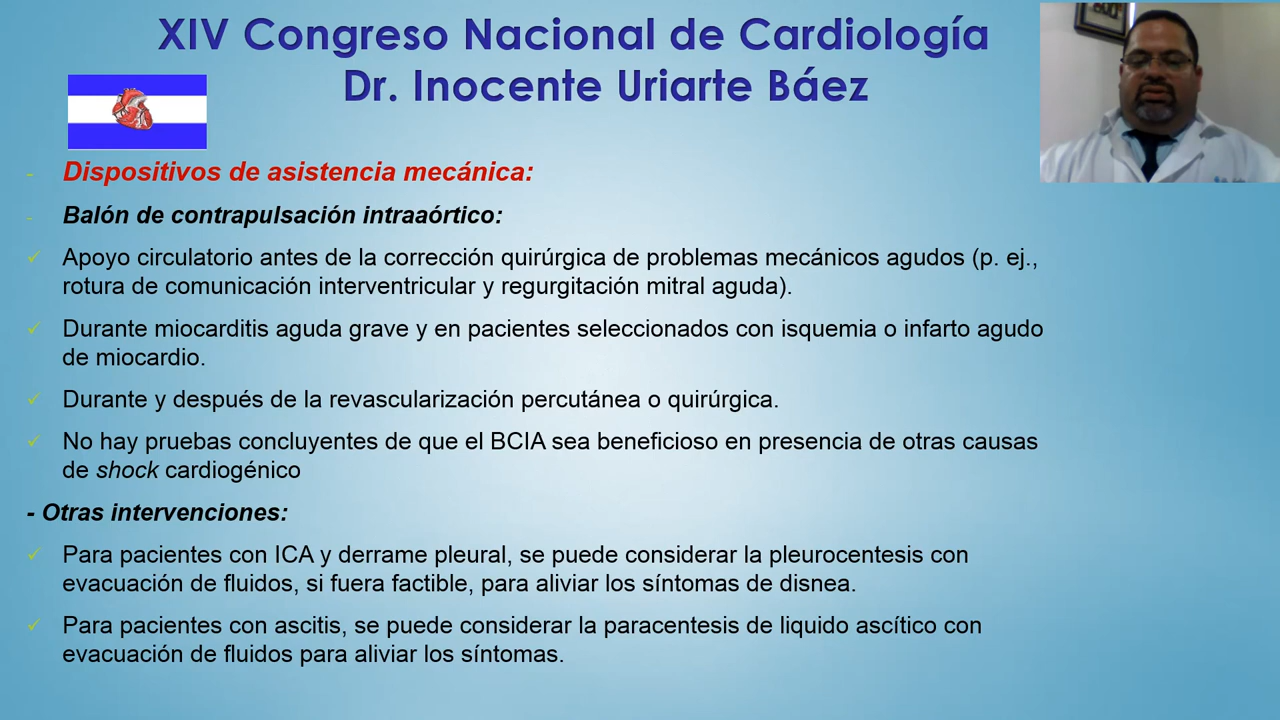 XIV Congreso Nacional de Cardiología
Dr. Inocente Uriarte Báez
- Dispositivos de asistencia mecánica:
- Balón de contrapulsación intraaórtico:
✓ Apoyo circulatorio antes de la corrección quirúrgica de problemas mecánicos agudos (p. ej.,
rotura de comunicación interventricular y regurgitación mitral aguda).
✓ Durante miocarditis aguda grave y en pacientes seleccionados con isquemia o infarto agudo
de miocardio.
✓ Durante y después de la revascularización percutánea o quirúrgica.
✓ No hay pruebas concluyentes de que el BCIA sea beneficioso en presencia de otras causas
de shock cardiogénico
- Otras intervenciones:
✓ Para pacientes con ICA y derrame pleural, se puede considerar la pleurocentesis con
evacuación de fluidos, si fuera factible, para aliviar los síntomas de disnea.
✓ Para pacientes con ascitis, se puede considerar la paracentesis de liquido ascítico con
evacuación de fluidos para aliviar los síntomas.